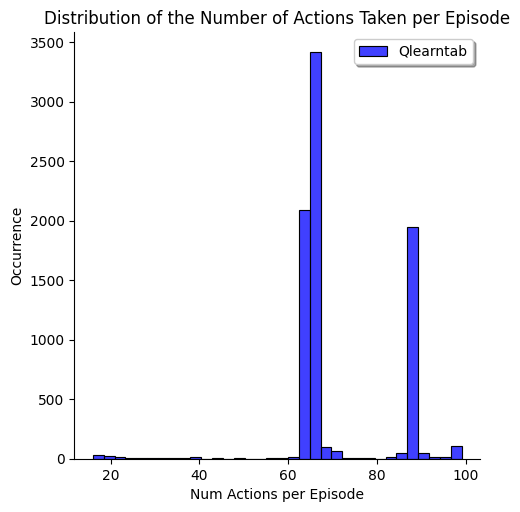 Distribution of the Number of Actions Taken per Episode
Qlearntab
3500
3000
2500
2000
1500
1000
500
0
Occurrence
20 40 60 80 100
Num Actions per Episode